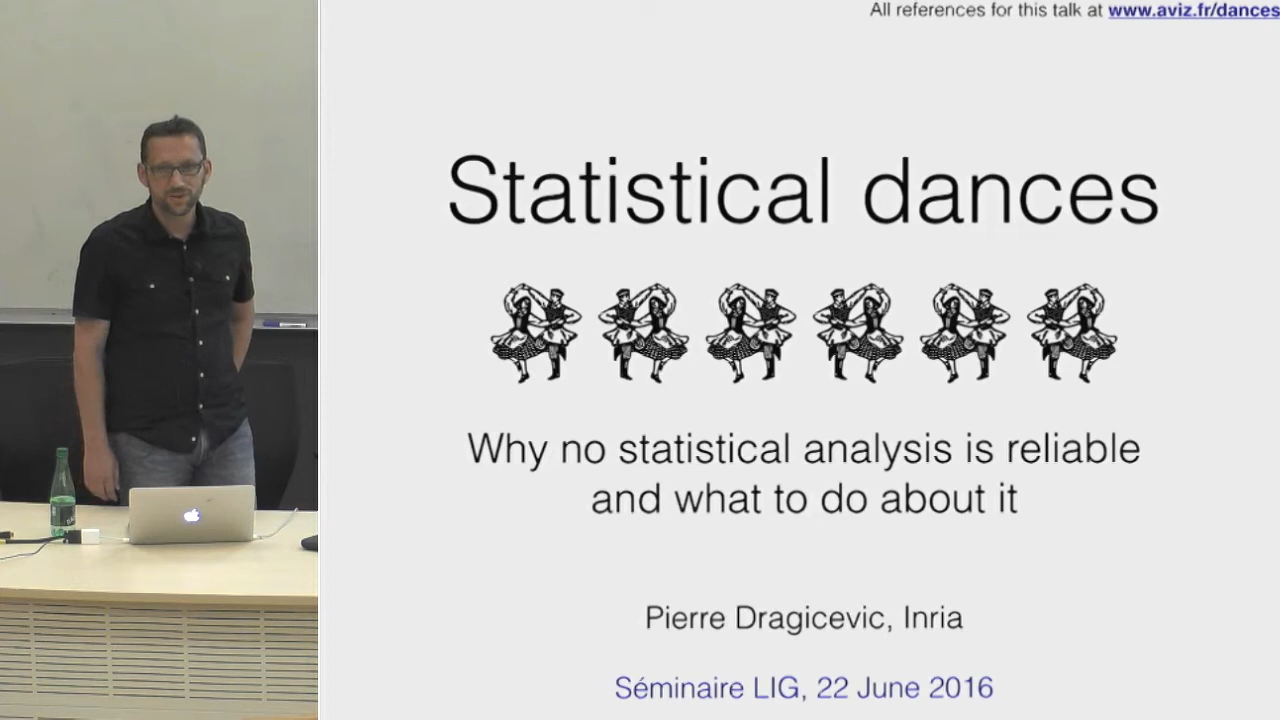 All references for this talk at www.aviz.fr/dances
Statistical dances
Why no statistical analysis is reliable
and what to do about it
Pierre Dragicevic, Inria
Séminaire LIG, 22 June 2016